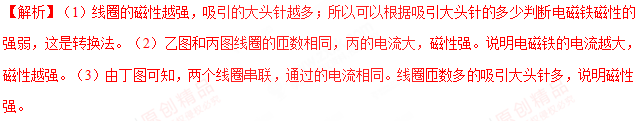 【解析】（1）线圈的磁性越强，吸引的大头针越多；所以可以根据吸引大头针的多少判断电磁铁磁性的
强弱，这是转换法。（2）乙图和丙图线圈的匝数相同，丙的电流大，磁性强。说明电磁铁的电流越大，
磁性越强。（3）由丁图可知，两个线圈串联，通过的电流相同。线圈匝数多的吸引大头针多，说明磁性
强。